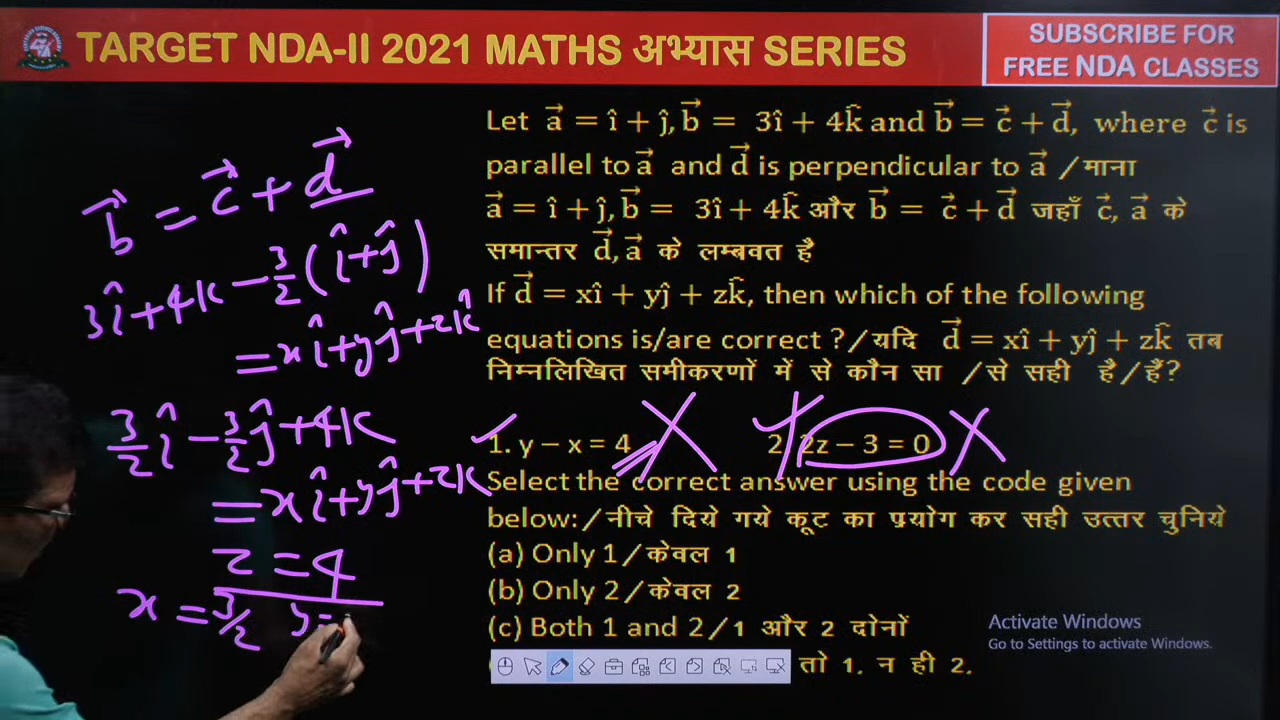 TARGET NDA-II 2021 MATHS अभ्यास SERIES
SUBSCRIBE FOR
FREE NDA CLASSES
Let a⃗ = î + ĵ, b⃗ = 3î + 4k̂ and b⃗ = c⃗ + d⃗, where c⃗ is
parallel to a⃗ and d⃗ is perpendicular to a⃗ /माना
a⃗ = î + ĵ, b⃗ = 3î + 4k̂ और b⃗ = c⃗ + d⃗ जहाँ c⃗, a⃗ के
समान्तर d⃗, a⃗ के लम्बवत है
If d⃗ = xî + yĵ + zk̂, then which of the following
equations is/are correct ?/यदि d⃗ = xî + yĵ + zk̂ तब
निम्नलिखित समीकरणों में से कौन सा /से सही है/हैं?
1. y − x = 4 2 2z − 3 = 0
Select the correct answer using the code given
below:/नीचे दिये गये कूट का प्रयोग कर सही उत्तर चुनिये
(a) Only 1/केवल 1
(b) Only 2/केवल 2
(c) Both 1 and 2/1 और 2 दोनों
तो 1, न ही 2.
b⃗ = c⃗ + d⃗
3î + 4k − 3/2 (î + ĵ)
= xî + yĵ + zk̂
3/2 î − 3/2 ĵ + 4k
= xî + yĵ + zk
z = 4
x = 3/2 y =
Activate Windows
Go to Settings to activate Windows.